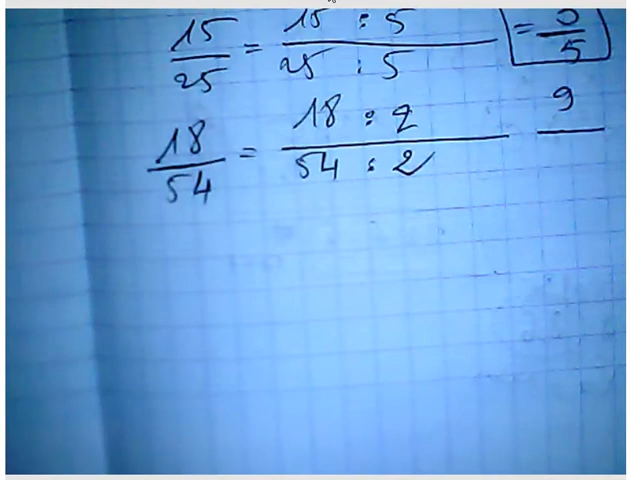 15/25 = 15 : 5 / 25 : 5 = 3/5
18/54 = 18 : 2 / 54 : 2 9/